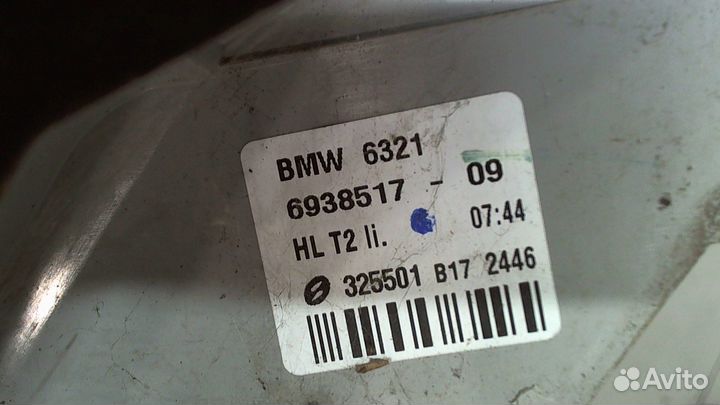 BMW 6321
6938517 - 09
HL T2 li. 07:44
325501 B17 2446
Avito